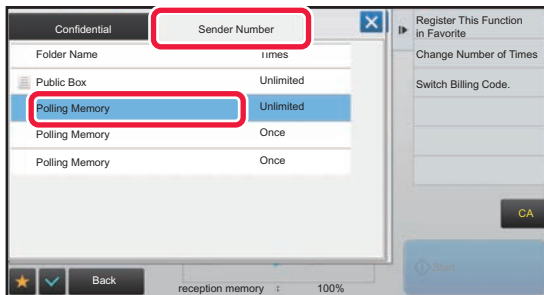 Confidential
Sender Number
Folder Name
Times
Public Box
Unlimited
Polling Memory
Unlimited
Polling Memory
Once
Polling Memory
Once
Back
reception memory : 100%
Register This Function
in Favorite
Change Number of Times
Switch Billing Code.
CA
Start